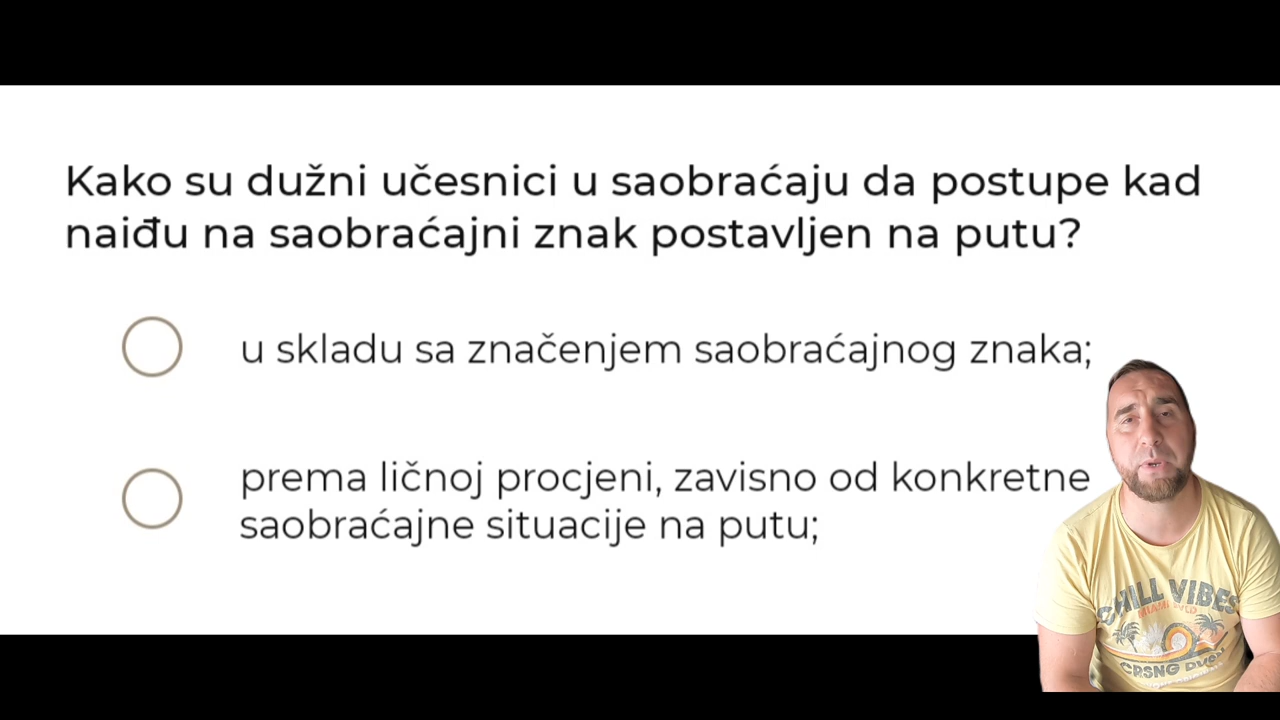 Kako su dužni učesnici u saobraćaju da postupe kad
naiđu na saobraćajni znak postavljen na putu?
u skladu sa značenjem saobraćajnog znaka;
prema ličnoj procjeni, zavisno od konkretne
saobraćajne situacije na putu;
CHILL VIBES